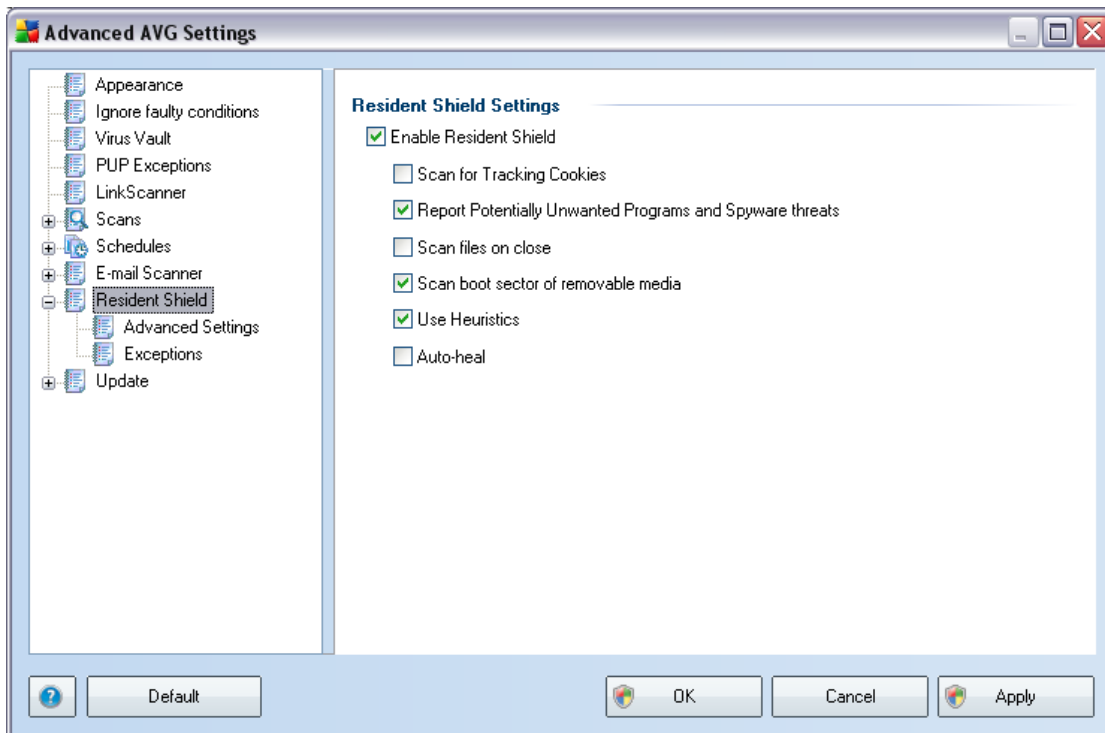 Advanced AVG Settings
Appearance
Ignore faulty conditions
Virus Vault
PUP Exceptions
LinkScanner
Scans
Schedules
E-mail Scanner
Resident Shield
Advanced Settings
Exceptions
Update
Resident Shield Settings
Enable Resident Shield
Scan for Tracking Cookies
Report Potentially Unwanted Programs and Spyware threats
Scan files on close
Scan boot sector of removable media
Use Heuristics
Auto-heal
?
Default
OK
Cancel
Apply